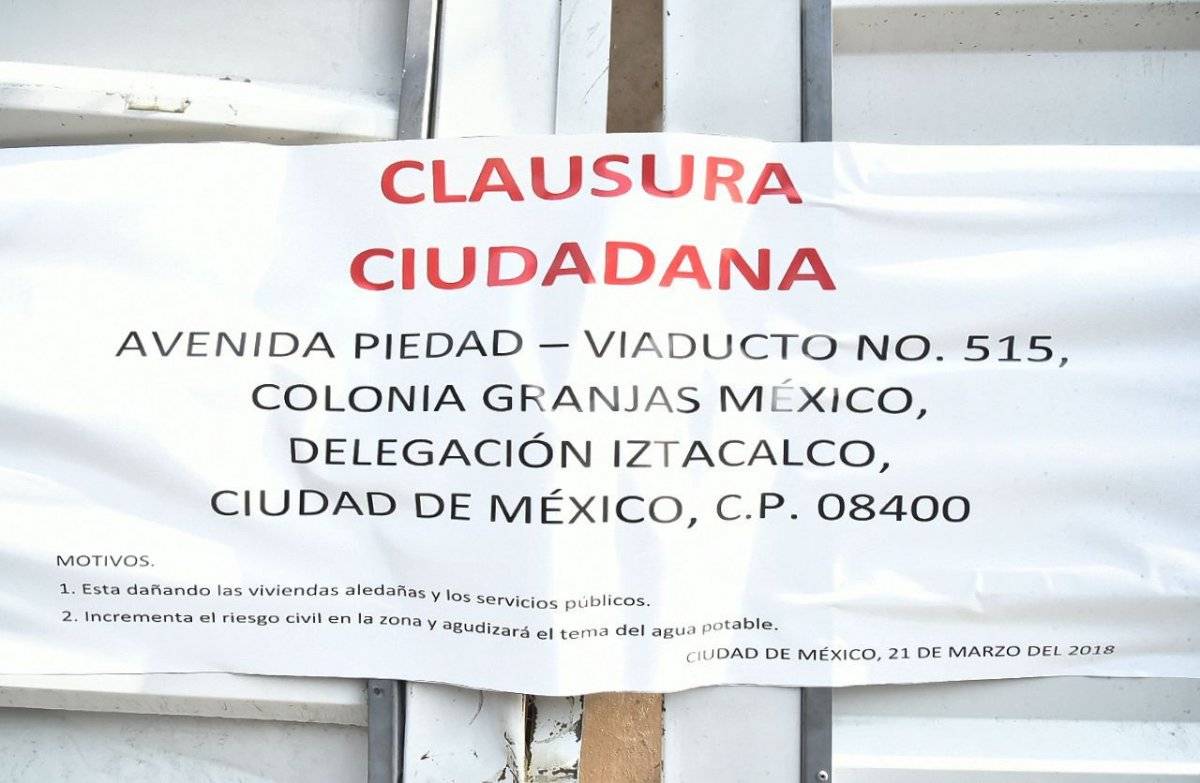 CLAUSURA
CIUDADANA
AVENIDA PIEDAD – VIADUCTO NO. 515,
COLONIA GRANJAS MÉXICO,
DELEGACIÓN IZTACALCO,
CIUDAD DE MÉXICO, C.P. 08400
MOTIVOS.
1. Esta dañando las viviendas aledañas y los servicios públicos.
2. Incrementa el riesgo civil en la zona y agudizará el tema del agua potable.
CIUDAD DE MÉXICO, 21 DE MARZO DEL 2018